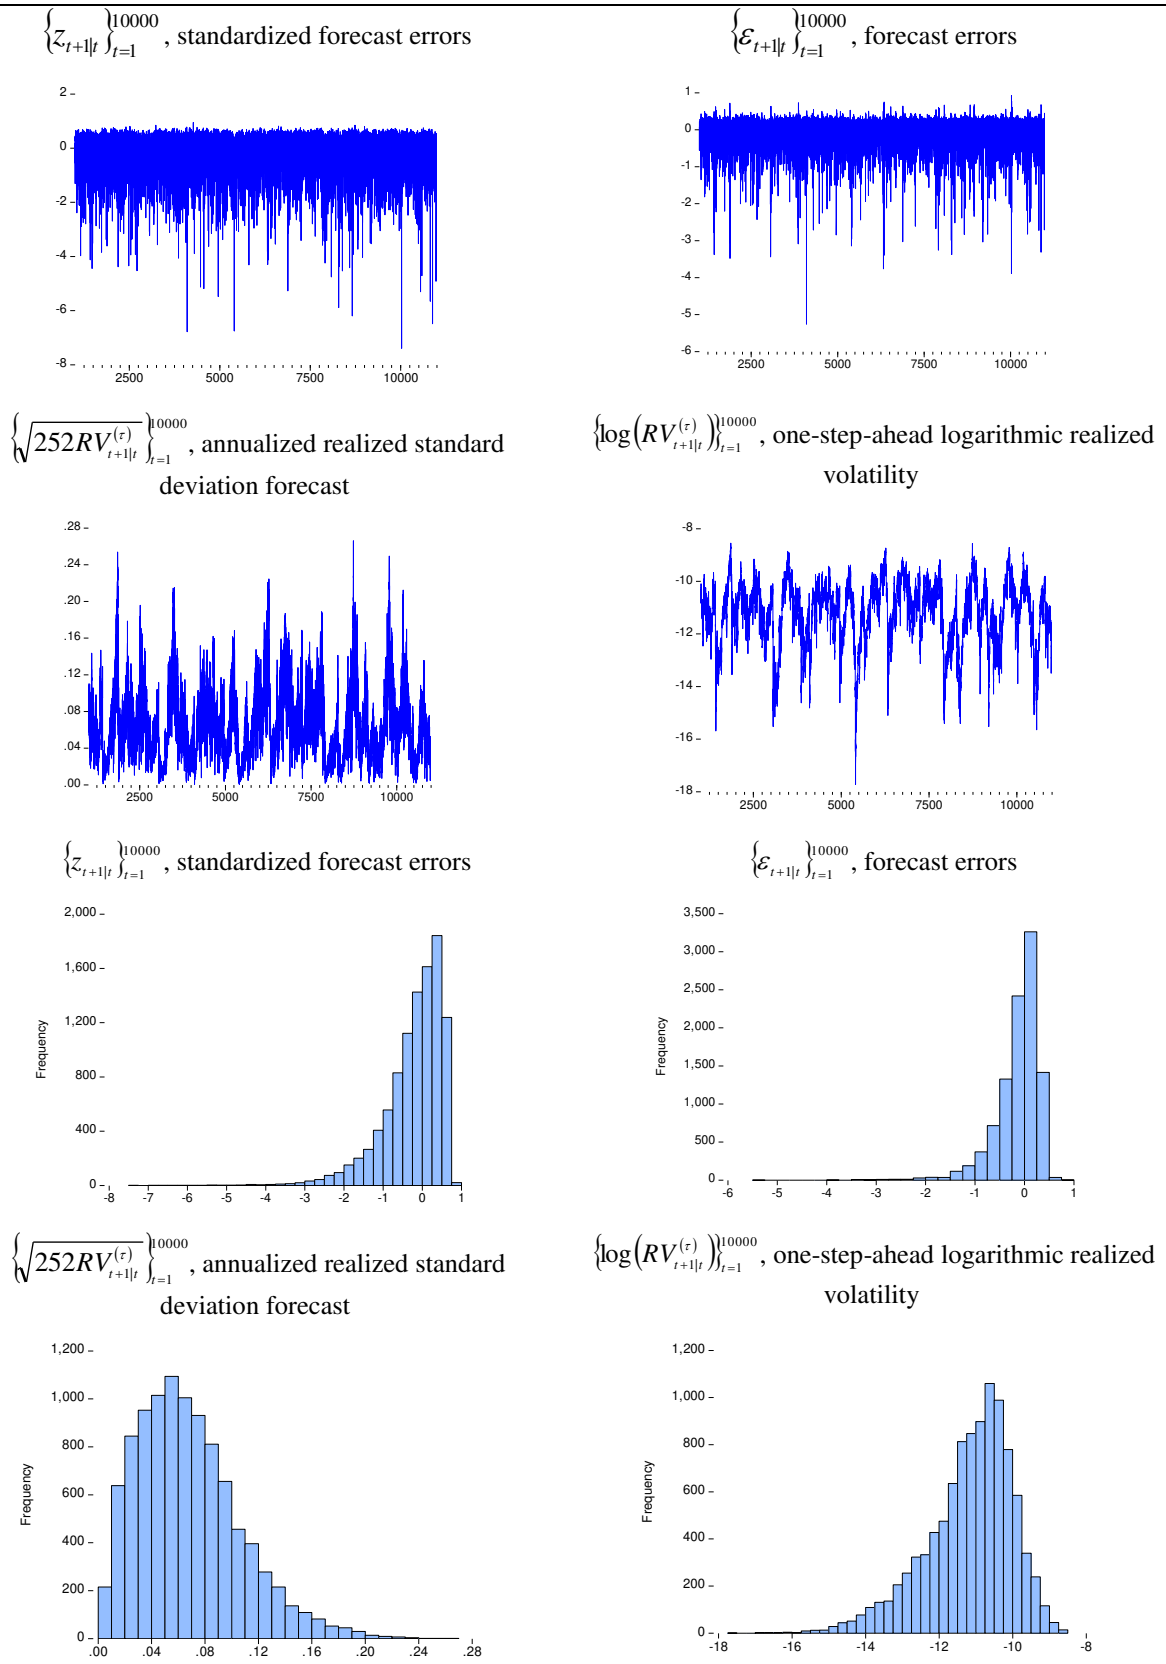 {z_{t+1|t}}_{t=1}^{10000} , standardized forecast errors
2
0
-2
-4
-6
-8
2500 5000 7500 10000
{ε_{t+1|t}}_{t=1}^{10000} , forecast errors
1
0
-1
-2
-3
-4
-5
-6
2500 5000 7500 10000
{√252RV_{t+1|t}^{(τ)}}_{t=1}^{10000} , annualized realized standard
deviation forecast
.28
.24
.20
.16
.12
.08
.04
.00
2500 5000 7500 10000
{log(RV_{t+1|t}^{(τ)})}_{t=1}^{10000} , one-step-ahead logarithmic realized
volatility
-8
-10
-12
-14
-16
-18
2500 5000 7500 10000
{z_{t+1|t}}_{t=1}^{10000} , standardized forecast errors
2,000
1,600
1,200
800
400
0
Frequency
-8 -7 -6 -5 -4 -3 -2 -1 0 1
{ε_{t+1|t}}_{t=1}^{10000} , forecast errors
3,500
3,000
2,500
2,000
1,500
1,000
500
0
Frequency
-6 -5 -4 -3 -2 -1 0 1
{√252RV_{t+1|t}^{(τ)}}_{t=1}^{10000} , annualized realized standard
deviation forecast
1,200
1,000
800
600
400
200
0
Frequency
.00 .04 .08 .12 .16 .20 .24 .28
{log(RV_{t+1|t}^{(τ)})}_{t=1}^{10000} , one-step-ahead logarithmic realized
volatility
1,200
1,000
800
600
400
200
0
Frequency
-18 -16 -14 -12 -10 -8